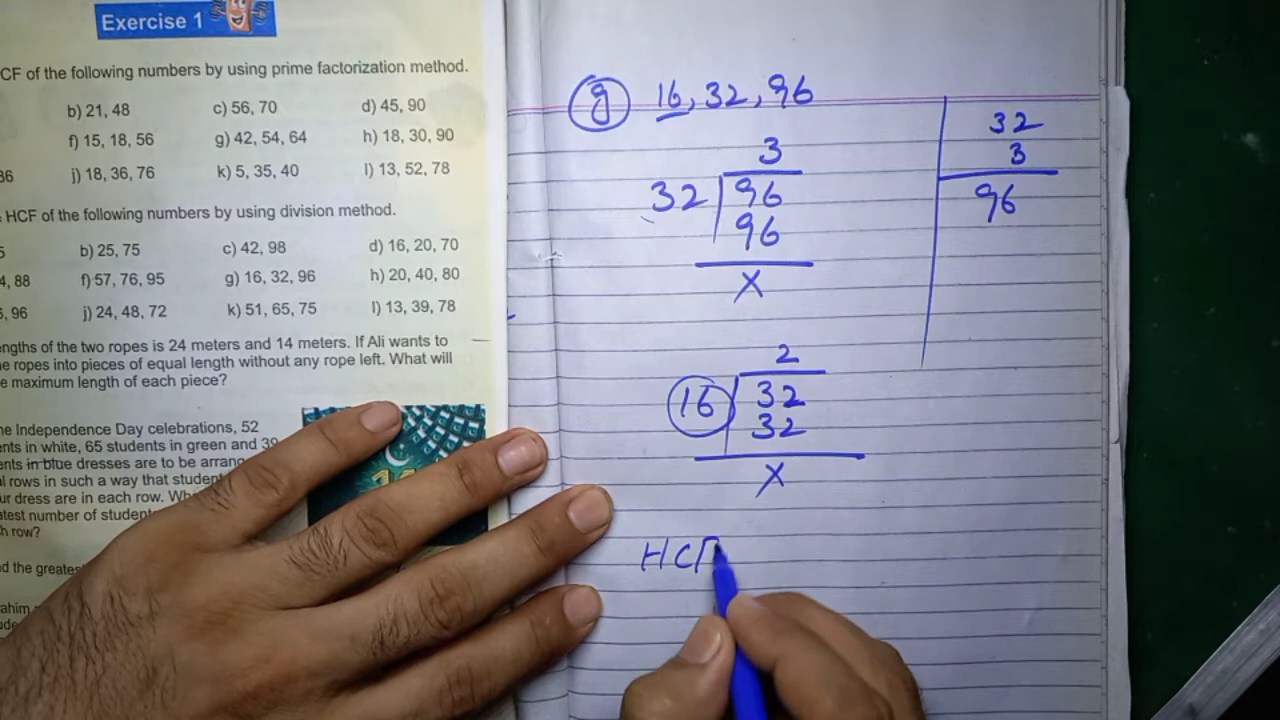 Exercise 1
CF of the following numbers by using prime factorization method.
b) 21, 48 c) 56, 70 d) 45, 90
f) 15, 18, 56 g) 42, 54, 64 h) 18, 30, 90
36 j) 18, 36, 76 k) 5, 35, 40 l) 13, 52, 78
HCF of the following numbers by using division method.
5 b) 25, 75 c) 42, 98 d) 16, 20, 70
4, 88 f) 57, 76, 95 g) 16, 32, 96 h) 20, 40, 80
, 96 j) 24, 48, 72 k) 51, 65, 75 l) 13, 39, 78
engths of the two ropes is 24 meters and 14 meters. If Ali wants to
e ropes into pieces of equal length without any rope left. What will
e maximum length of each piece?
he Independence Day celebrations, 52
ents in white, 65 students in green and 39
ents in blue dresses are to be arrang
al rows in such a way that student
ur dress are in each row. Wh
atest number of student
h row?
d the greates
ahim
g 16, 32, 96
3
32 96
96
X
32
3
96
2
16 32
32
X
HCF